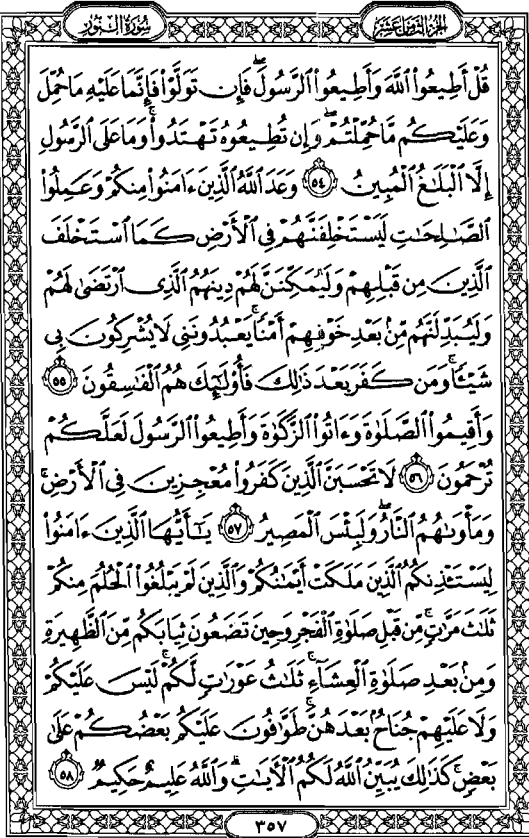 الجزء الثامن عشر
سورة النور
قُلْ أَطِيعُوا۟ ٱللَّهَ وَأَطِيعُوا۟ ٱلرَّسُولَ ۖ فَإِن تَوَلَّوْا۟ فَإِنَّمَا عَلَيْهِ مَا حُمِّلَ
وَعَلَيْكُم مَّا حُمِّلْتُمْ ۖ وَإِن تُطِيعُوهُ تَهْتَدُوا۟ ۚ وَمَا عَلَى ٱلرَّسُولِ
إِلَّا ٱلْبَلَٰغُ ٱلْمُبِينُ ٥٤ وَعَدَ ٱللَّهُ ٱلَّذِينَ ءَامَنُوا۟ مِنكُمْ وَعَمِلُوا۟
ٱلصَّٰلِحَٰتِ لَيَسْتَخْلِفَنَّهُمْ فِى ٱلْأَرْضِ كَمَا ٱسْتَخْلَفَ
ٱلَّذِينَ مِن قَبْلِهِمْ وَلَيُمَكِّنَنَّ لَهُمْ دِينَهُمُ ٱلَّذِى ٱرْتَضَىٰ لَهُمْ
وَلَيُبَدِّلَنَّهُم مِّنۢ بَعْدِ خَوْفِهِمْ أَمْنًا ۚ يَعْبُدُونَنِى لَا يُشْرِكُونَ بِى
شَيْـًٔا ۚ وَمَن كَفَرَ بَعْدَ ذَٰلِكَ فَأُو۟لَٰٓئِكَ هُمُ ٱلْفَٰسِقُونَ ٥٥
وَأَقِيمُوا۟ ٱلصَّلَوٰةَ وَءَاتُوا۟ ٱلزَّكَوٰةَ وَأَطِيعُوا۟ ٱلرَّسُولَ لَعَلَّكُمْ
تُرْحَمُونَ ٥٦ لَا تَحْسَبَنَّ ٱلَّذِينَ كَفَرُوا۟ مُعْجِزِينَ فِى ٱلْأَرْضِ ۚ
وَمَأْوَىٰهُمُ ٱلنَّارُ ۖ وَلَبِئْسَ ٱلْمَصِيرُ ٥٧ يَٰٓأَيُّهَا ٱلَّذِينَ ءَامَنُوا۟
لِيَسْتَـْٔذِنكُمُ ٱلَّذِينَ مَلَكَتْ أَيْمَٰنُكُمْ وَٱلَّذِينَ لَمْ يَبْلُغُوا۟ ٱلْحُلُمَ مِنكُمْ
ثَلَٰثَ مَرَّٰتٍ ۚ مِّن قَبْلِ صَلَوٰةِ ٱلْفَجْرِ وَحِينَ تَضَعُونَ ثِيَابَكُم مِّنَ ٱلظَّهِيرَةِ
وَمِنۢ بَعْدِ صَلَوٰةِ ٱلْعِشَآءِ ۚ ثَلَٰثُ عَوْرَٰتٍ لَّكُمْ ۚ لَيْسَ عَلَيْكُمْ
وَلَا عَلَيْهِمْ جُنَاحٌۢ بَعْدَهُنَّ ۚ طَوَّٰفُونَ عَلَيْكُم بَعْضُكُمْ عَلَىٰ
بَعْضٍ ۚ كَذَٰلِكَ يُبَيِّنُ ٱللَّهُ لَكُمُ ٱلْـَٔايَٰتِ ۗ وَٱللَّهُ عَلِيمٌ حَكِيمٌ ٥٨
٣٥٧